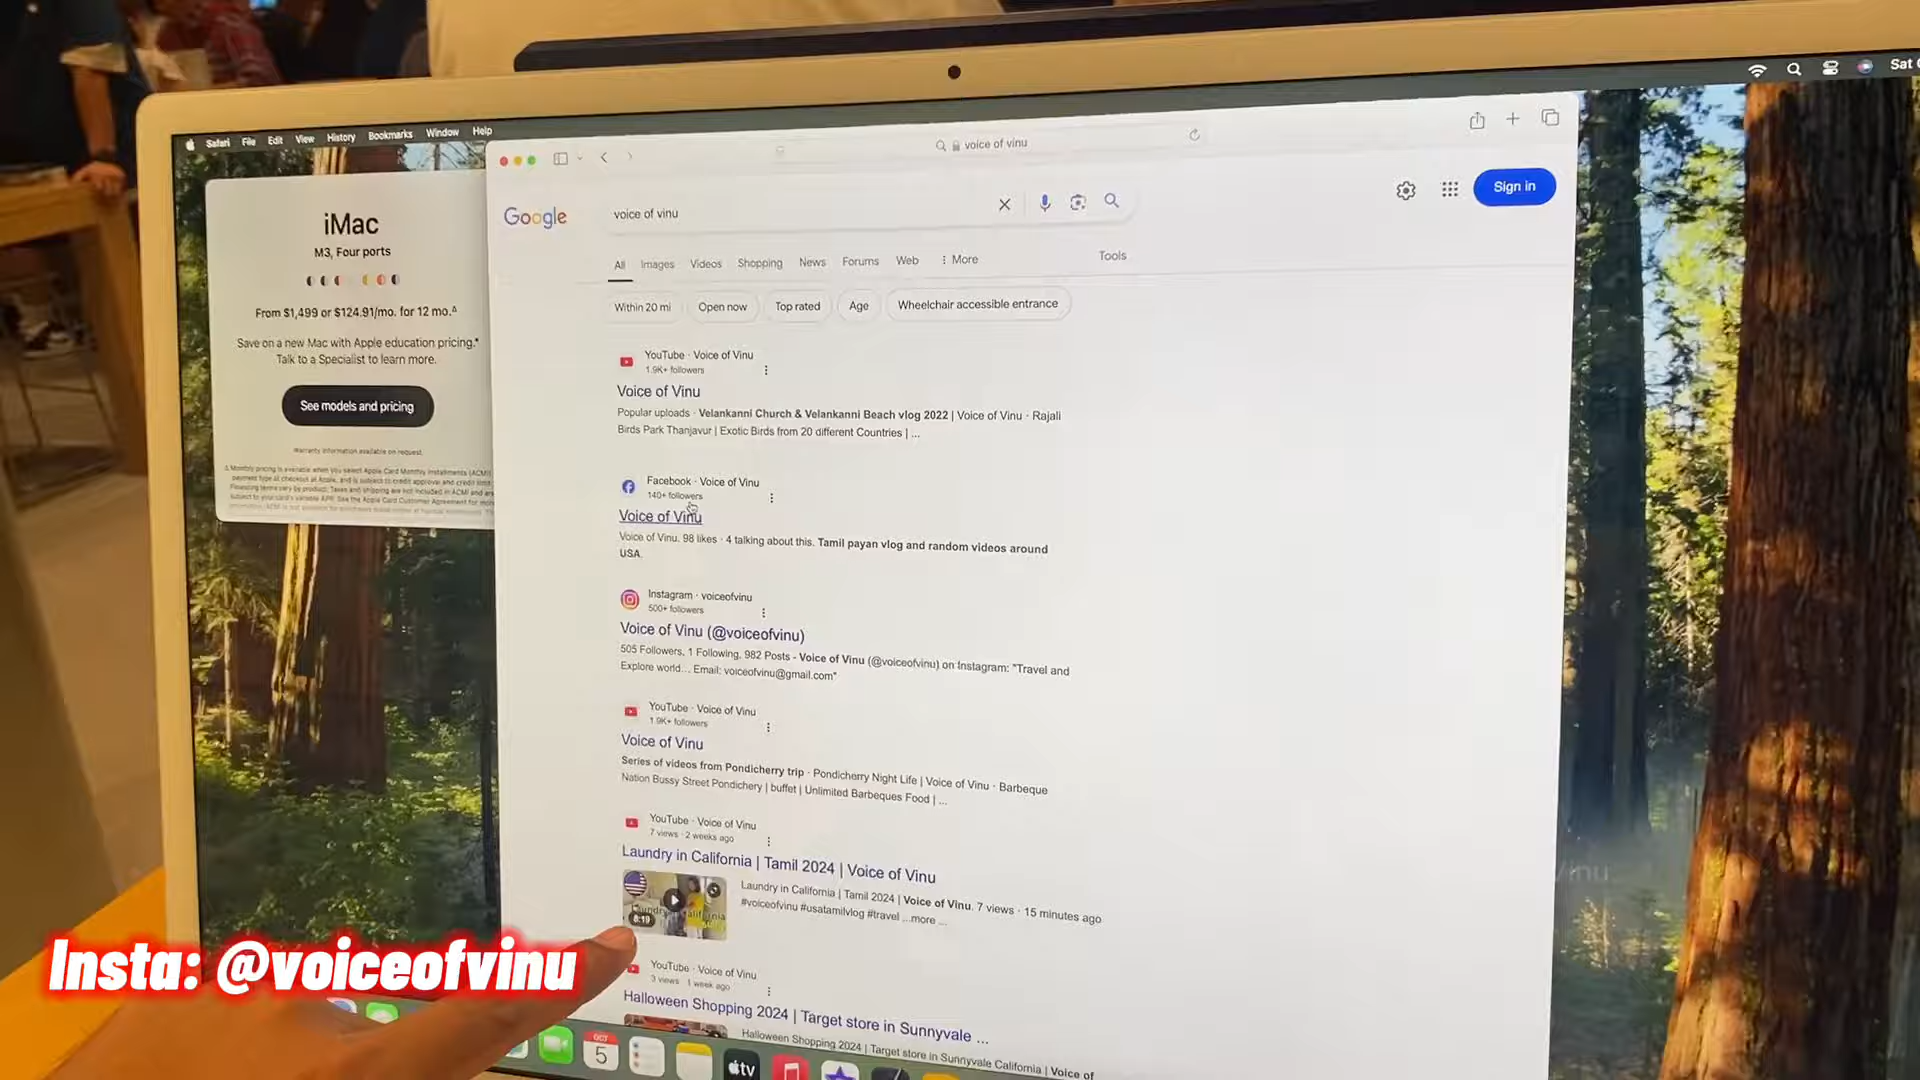 Safari File Edit View History Bookmarks Window Help
Sat
iMac
M3, Four ports
From $1,499 or $124.91/mo. for 12 mo.
Save on a new Mac with Apple education pricing.*
Talk to a Specialist to learn more.
See models and pricing
Warranty information available on request.
voice of vinu
Google
voice of vinu
Sign in
All Images Videos Shopping News Forums Web More Tools
Within 20 mi Open now Top rated Age Wheelchair accessible entrance
YouTube · Voice of Vinu
1.9K+ followers
Voice of Vinu
Popular uploads · Velankanni Church & Velankanni Beach vlog 2022 | Voice of Vinu · Rajali
Birds Park Thanjavur | Exotic Birds from 20 different Countries | ...
Facebook · Voice of Vinu
140+ followers
Voice of Vinu
Voice of Vinu. 98 likes · 4 talking about this. Tamil payan vlog and random videos around
USA.
Instagram · voiceofvinu
500+ followers
Voice of Vinu (@voiceofvinu)
505 Followers, 1 Following, 982 Posts - Voice of Vinu (@voiceofvinu) on Instagram: "Travel and
Explore world... Email: voiceofvinu@gmail.com"
YouTube · Voice of Vinu
1.9K+ followers
Voice of Vinu
Series of videos from Pondicherry trip · Pondicherry Night Life | Voice of Vinu · Barbeque
Nation Bussy Street Pondichery | buffet | Unlimited Barbeques Food | ...
YouTube · Voice of Vinu
7 views · 2 weeks ago
Laundry in California | Tamil 2024 | Voice of Vinu
8:19
Laundry in California | Tamil 2024 | Voice of Vinu. 7 views · 15 minutes ago
#voiceofvinu #usatamilvlog #travel ...more ...
YouTube · Voice of Vinu
3 views · 1 week ago
Halloween Shopping 2024 | Target store in Sunnyvale ...
Halloween Shopping 2024 | Target store in Sunnyvale California | Voice of
Insta: @voiceofvinu
OCT
5
tv